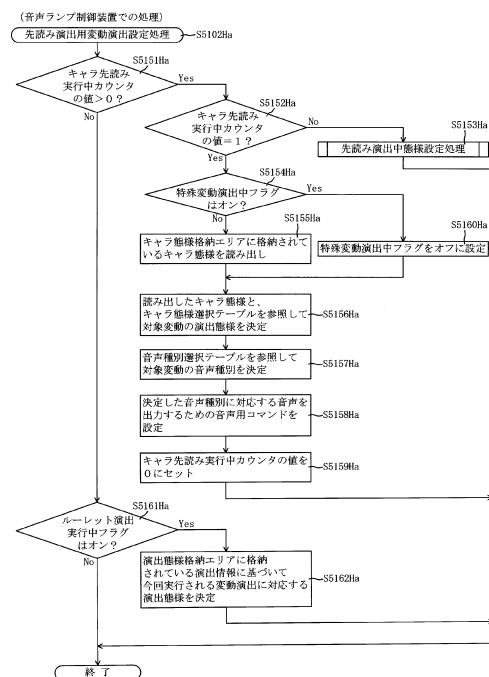 (音声ランプ制御装置での処理)
先読み演出用変動演出設定処理
S5102Ha
S5151Ha
キャラ先読み
実行中カウンタ
の値>0?
Yes
No
S5152Ha
キャラ先読み
実行中カウンタ
の値=1?
No
Yes
S5153Ha
先読み演出中態様設定処理
S5154Ha
特殊変動演出中フラグ
はオン?
Yes
No
S5155Ha
キャラ態様格納エリアに格納されて
いるキャラ態様を読み出し
S5160Ha
特殊変動演出中フラグをオフに設定
読み出したキャラ態様と、
キャラ態様選択テーブルを参照して
対象変動の演出態様を決定
S5156Ha
音声種別選択テーブルを参照して
対象変動の音声種別を決定
S5157Ha
決定した音声種別に対応する音声を
出力するための音声用コマンドを
設定
S5158Ha
キャラ先読み実行中カウンタの値を
0にセット
S5159Ha
S5161Ha
ルーレット演出
実行中フラグ
はオン?
Yes
No
演出態様格納エリアに格納
されている演出情報に基づいて
今回実行される変動演出に対応する
演出態様を決定
S5162Ha
終了